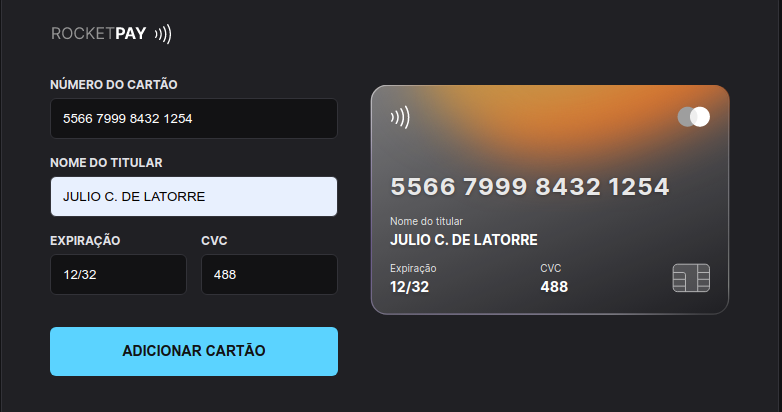 ROCKETPAY
NÚMERO DO CARTÃO
5566 7999 8432 1254
NOME DO TITULAR
JULIO C. DE LATORRE
EXPIRAÇÃO CVC
12/32 488
ADICIONAR CARTÃO
5566 7999 8432 1254
Nome do titular
JULIO C. DE LATORRE
Expiração CVC
12/32 488